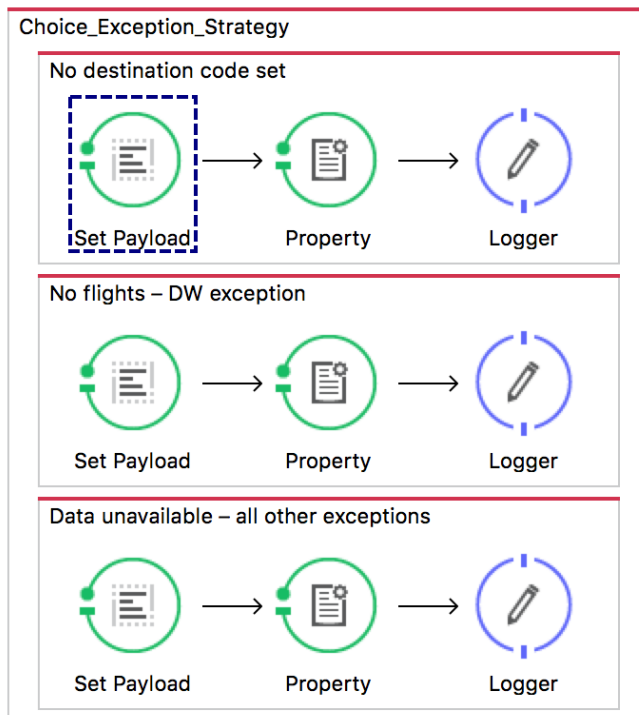 Choice_Exception_Strategy
No destination code set
Set Payload
Property
Logger
No flights – DW exception
Set Payload
Property
Logger
Data unavailable – all other exceptions
Set Payload
Property
Logger